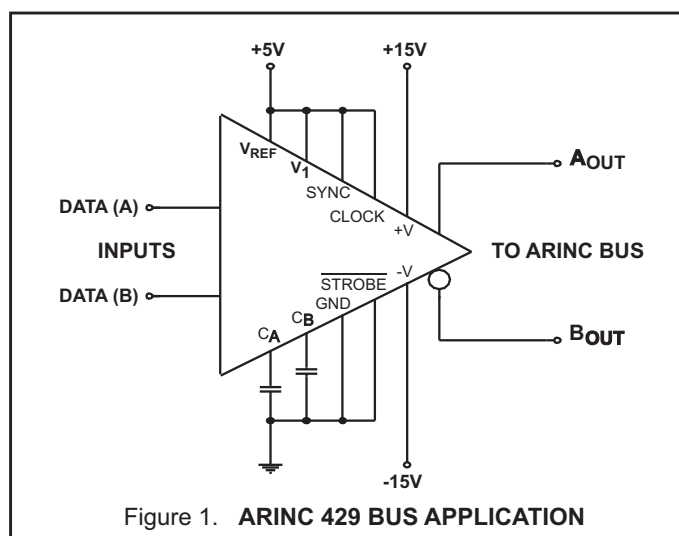 +5V
+15V
VREF
V1
SYNC
CLOCK
+V
AOUT
DATA (A)
INPUTS
TO ARINC BUS
DATA (B)
STROBE
-V
GND
CB
CA
BOUT
-15V
Figure 1. ARINC 429 BUS APPLICATION